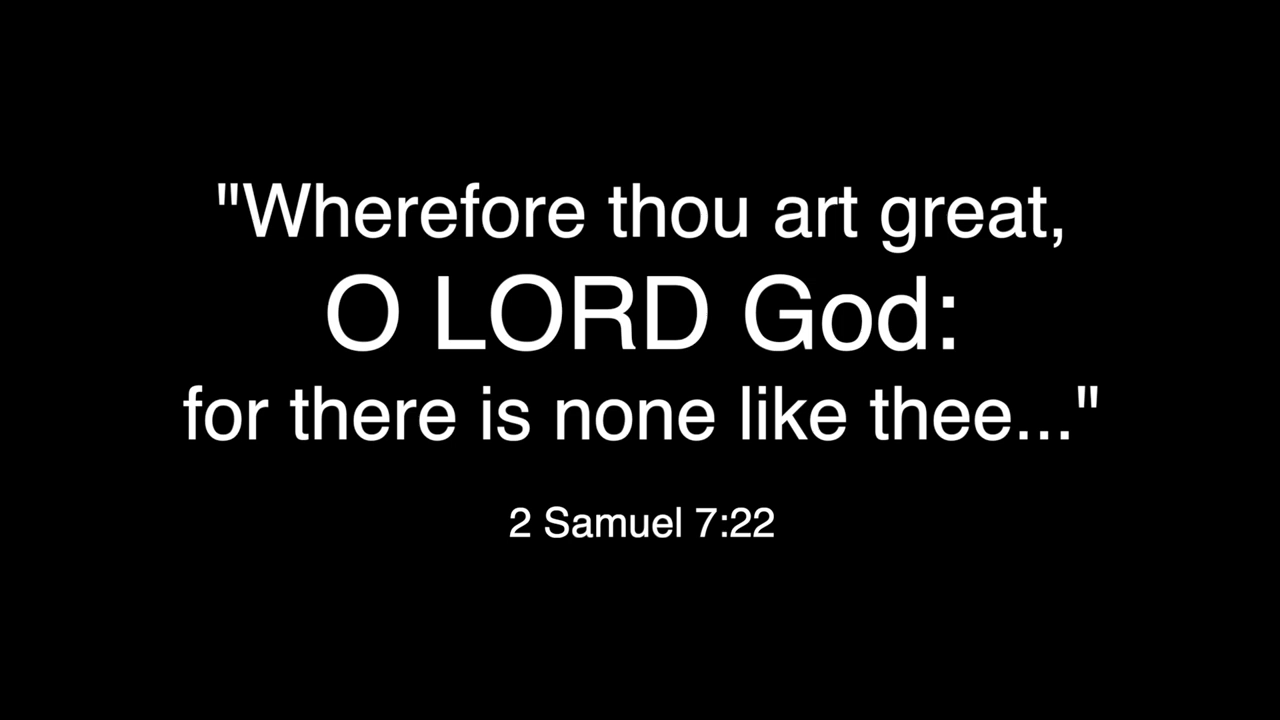 "Wherefore thou art great,
O LORD God:
for there is none like thee..."
2 Samuel 7:22